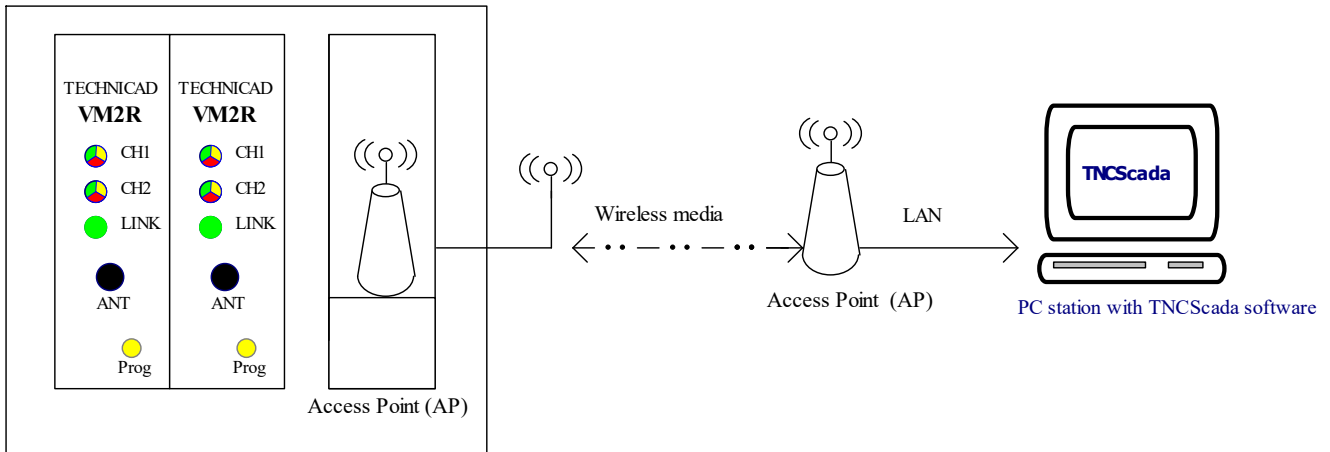 TECHNICAD
VM2R
CH1
CH2
LINK
ANT
Prog
TECHNICAD
VM2R
CH1
CH2
LINK
ANT
Prog
Access Point (AP)
Wireless media
Access Point (AP)
LAN
TNCScada
PC station with TNCScada software